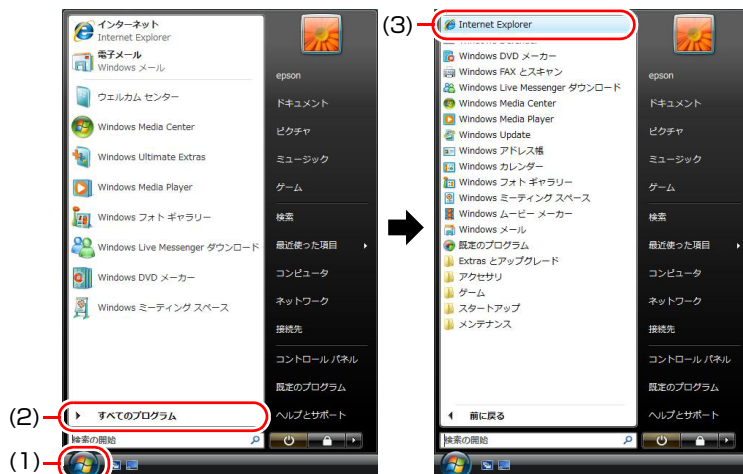 インターネット
Internet Explorer
電子メール
Windows メール
ウェルカム センター
Windows Media Center
Windows Ultimate Extras
Windows Media Player
Windows フォト ギャラリー
Windows Live Messenger ダウンロード
Windows DVD メーカー
Windows ミーティング スペース
(2)
すべてのプログラム
検索の開始
(1)
epson
ドキュメント
ピクチャ
ミュージック
ゲーム
検索
最近使った項目
コンピュータ
ネットワーク
接続先
コントロール パネル
既定のプログラム
ヘルプとサポート
(3)
Internet Explorer
Windows DVD メーカー
Windows FAX とスキャン
Windows Live Messenger ダウンロード
Windows Media Center
Windows Media Player
Windows Update
Windows アドレス帳
Windows カレンダー
Windows フォト ギャラリー
Windows ミーティング スペース
Windows ムービー メーカー
Windows メール
既定のプログラム
Extras とアップグレード
アクセサリ
ゲーム
スタートアップ
メンテナンス
前に戻る
検索の開始
epson
ドキュメント
ピクチャ
ミュージック
ゲーム
検索
最近使った項目
コンピュータ
ネットワーク
接続先
コントロール パネル
既定のプログラム
ヘルプとサポート